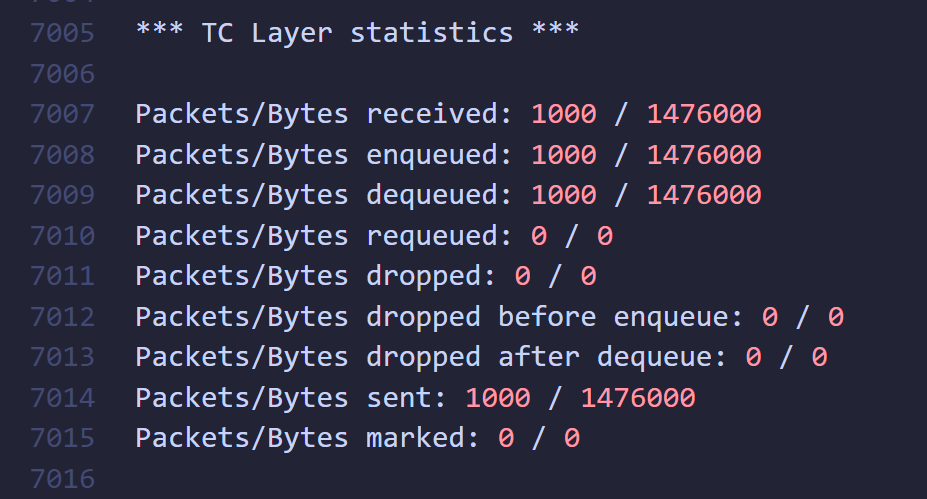 7005 *** TC Layer statistics ***
7006
7007 Packets/Bytes received: 1000 / 1476000
7008 Packets/Bytes enqueued: 1000 / 1476000
7009 Packets/Bytes dequeued: 1000 / 1476000
7010 Packets/Bytes requeued: 0 / 0
7011 Packets/Bytes dropped: 0 / 0
7012 Packets/Bytes dropped before enqueue: 0 / 0
7013 Packets/Bytes dropped after dequeue: 0 / 0
7014 Packets/Bytes sent: 1000 / 1476000
7015 Packets/Bytes marked: 0 / 0
7016